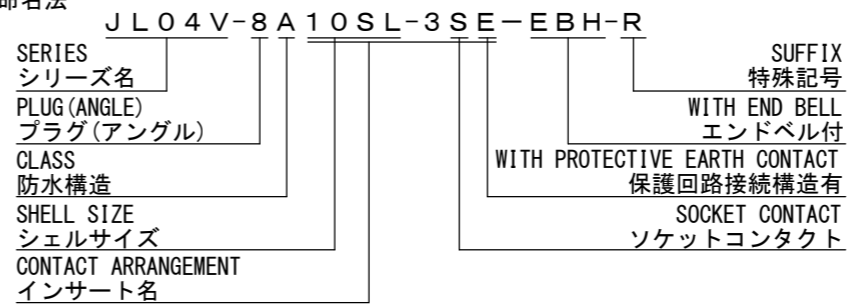 命名法
JL04V-8A10SL-3SE-EBH-R
SERIES
シリーズ名
PLUG(ANGLE)
プラグ(アングル)
CLASS
防水構造
SHELL SIZE
シェルサイズ
CONTACT ARRANGEMENT
インサート名
SUFFIX
特殊記号
WITH END BELL
エンドベル付
WITH PROTECTIVE EARTH CONTACT
保護回路接続構造有
SOCKET CONTACT
ソケットコンタクト